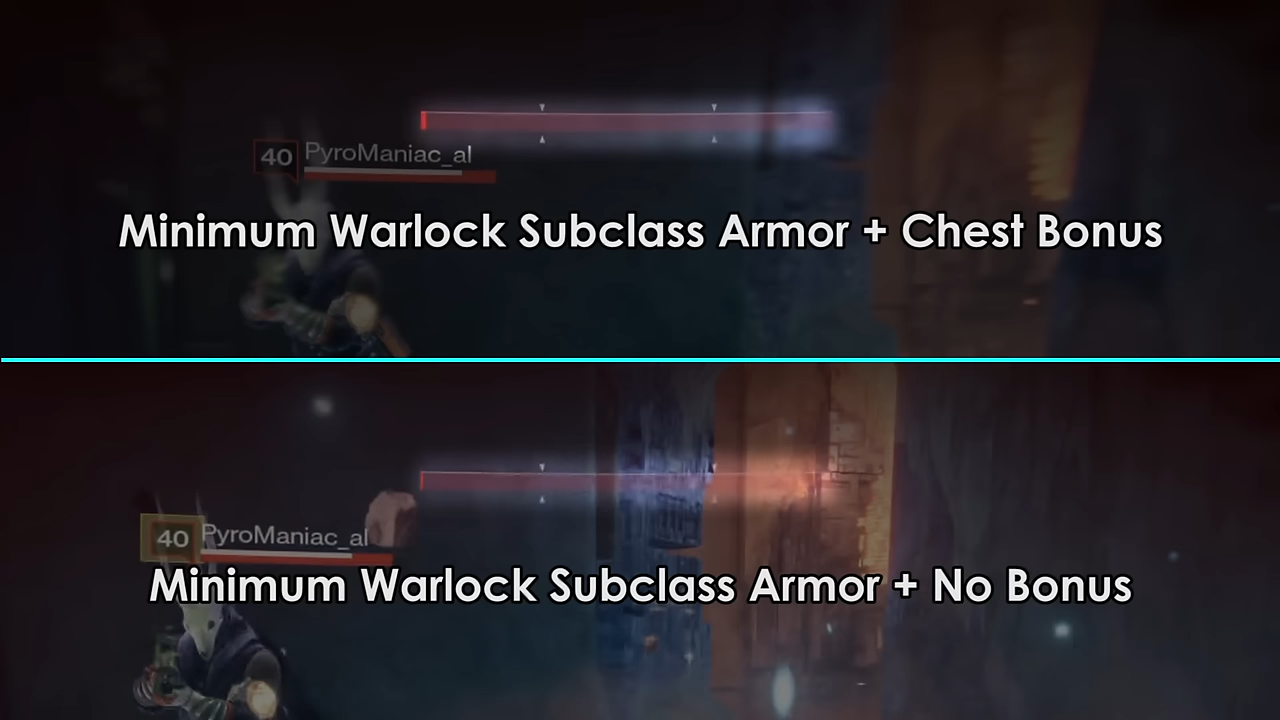 40 PyroManiac_al
Minimum Warlock Subclass Armor + Chest Bonus
40 PyroManiac_al
Minimum Warlock Subclass Armor + No Bonus